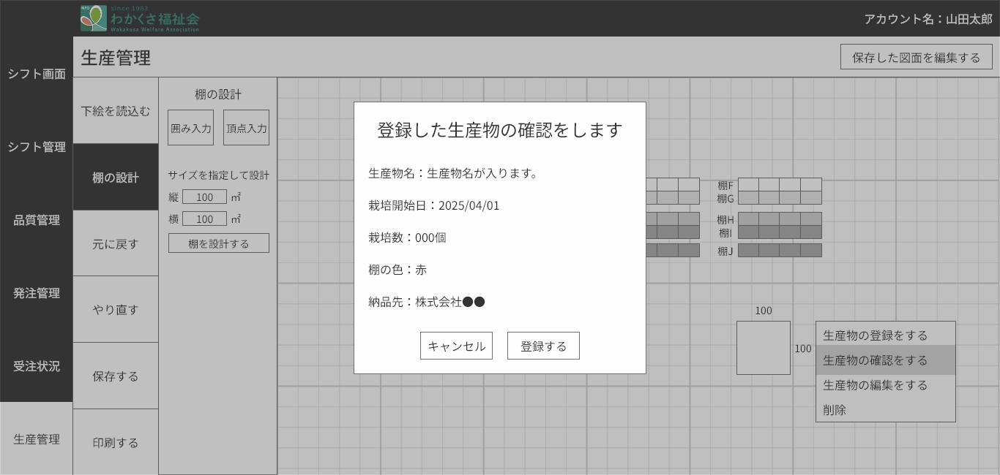 NPO
since 1983
わかくさ福祉会
Wakakusa Welfare Association
アカウント名：山田太郎
シフト画面
シフト管理
品質管理
発注管理
受注状況
生産管理
生産管理
保存した図面を編集する
下絵を読込む
棚の設計
元に戻す
やり直す
保存する
印刷する
棚の設計
囲み入力
頂点入力
サイズを指定して設計
縦 100 ㎡
横 100 ㎡
棚を設計する
登録した生産物の確認をします
生産物名：生産物名が入ります。
栽培開始日：2025/04/01
栽培数：000個
棚の色：赤
納品先：株式会社●●
キャンセル
登録する
棚F
棚G
棚H
棚I
棚J
100
100
生産物の登録をする
生産物の確認をする
生産物の編集をする
削除